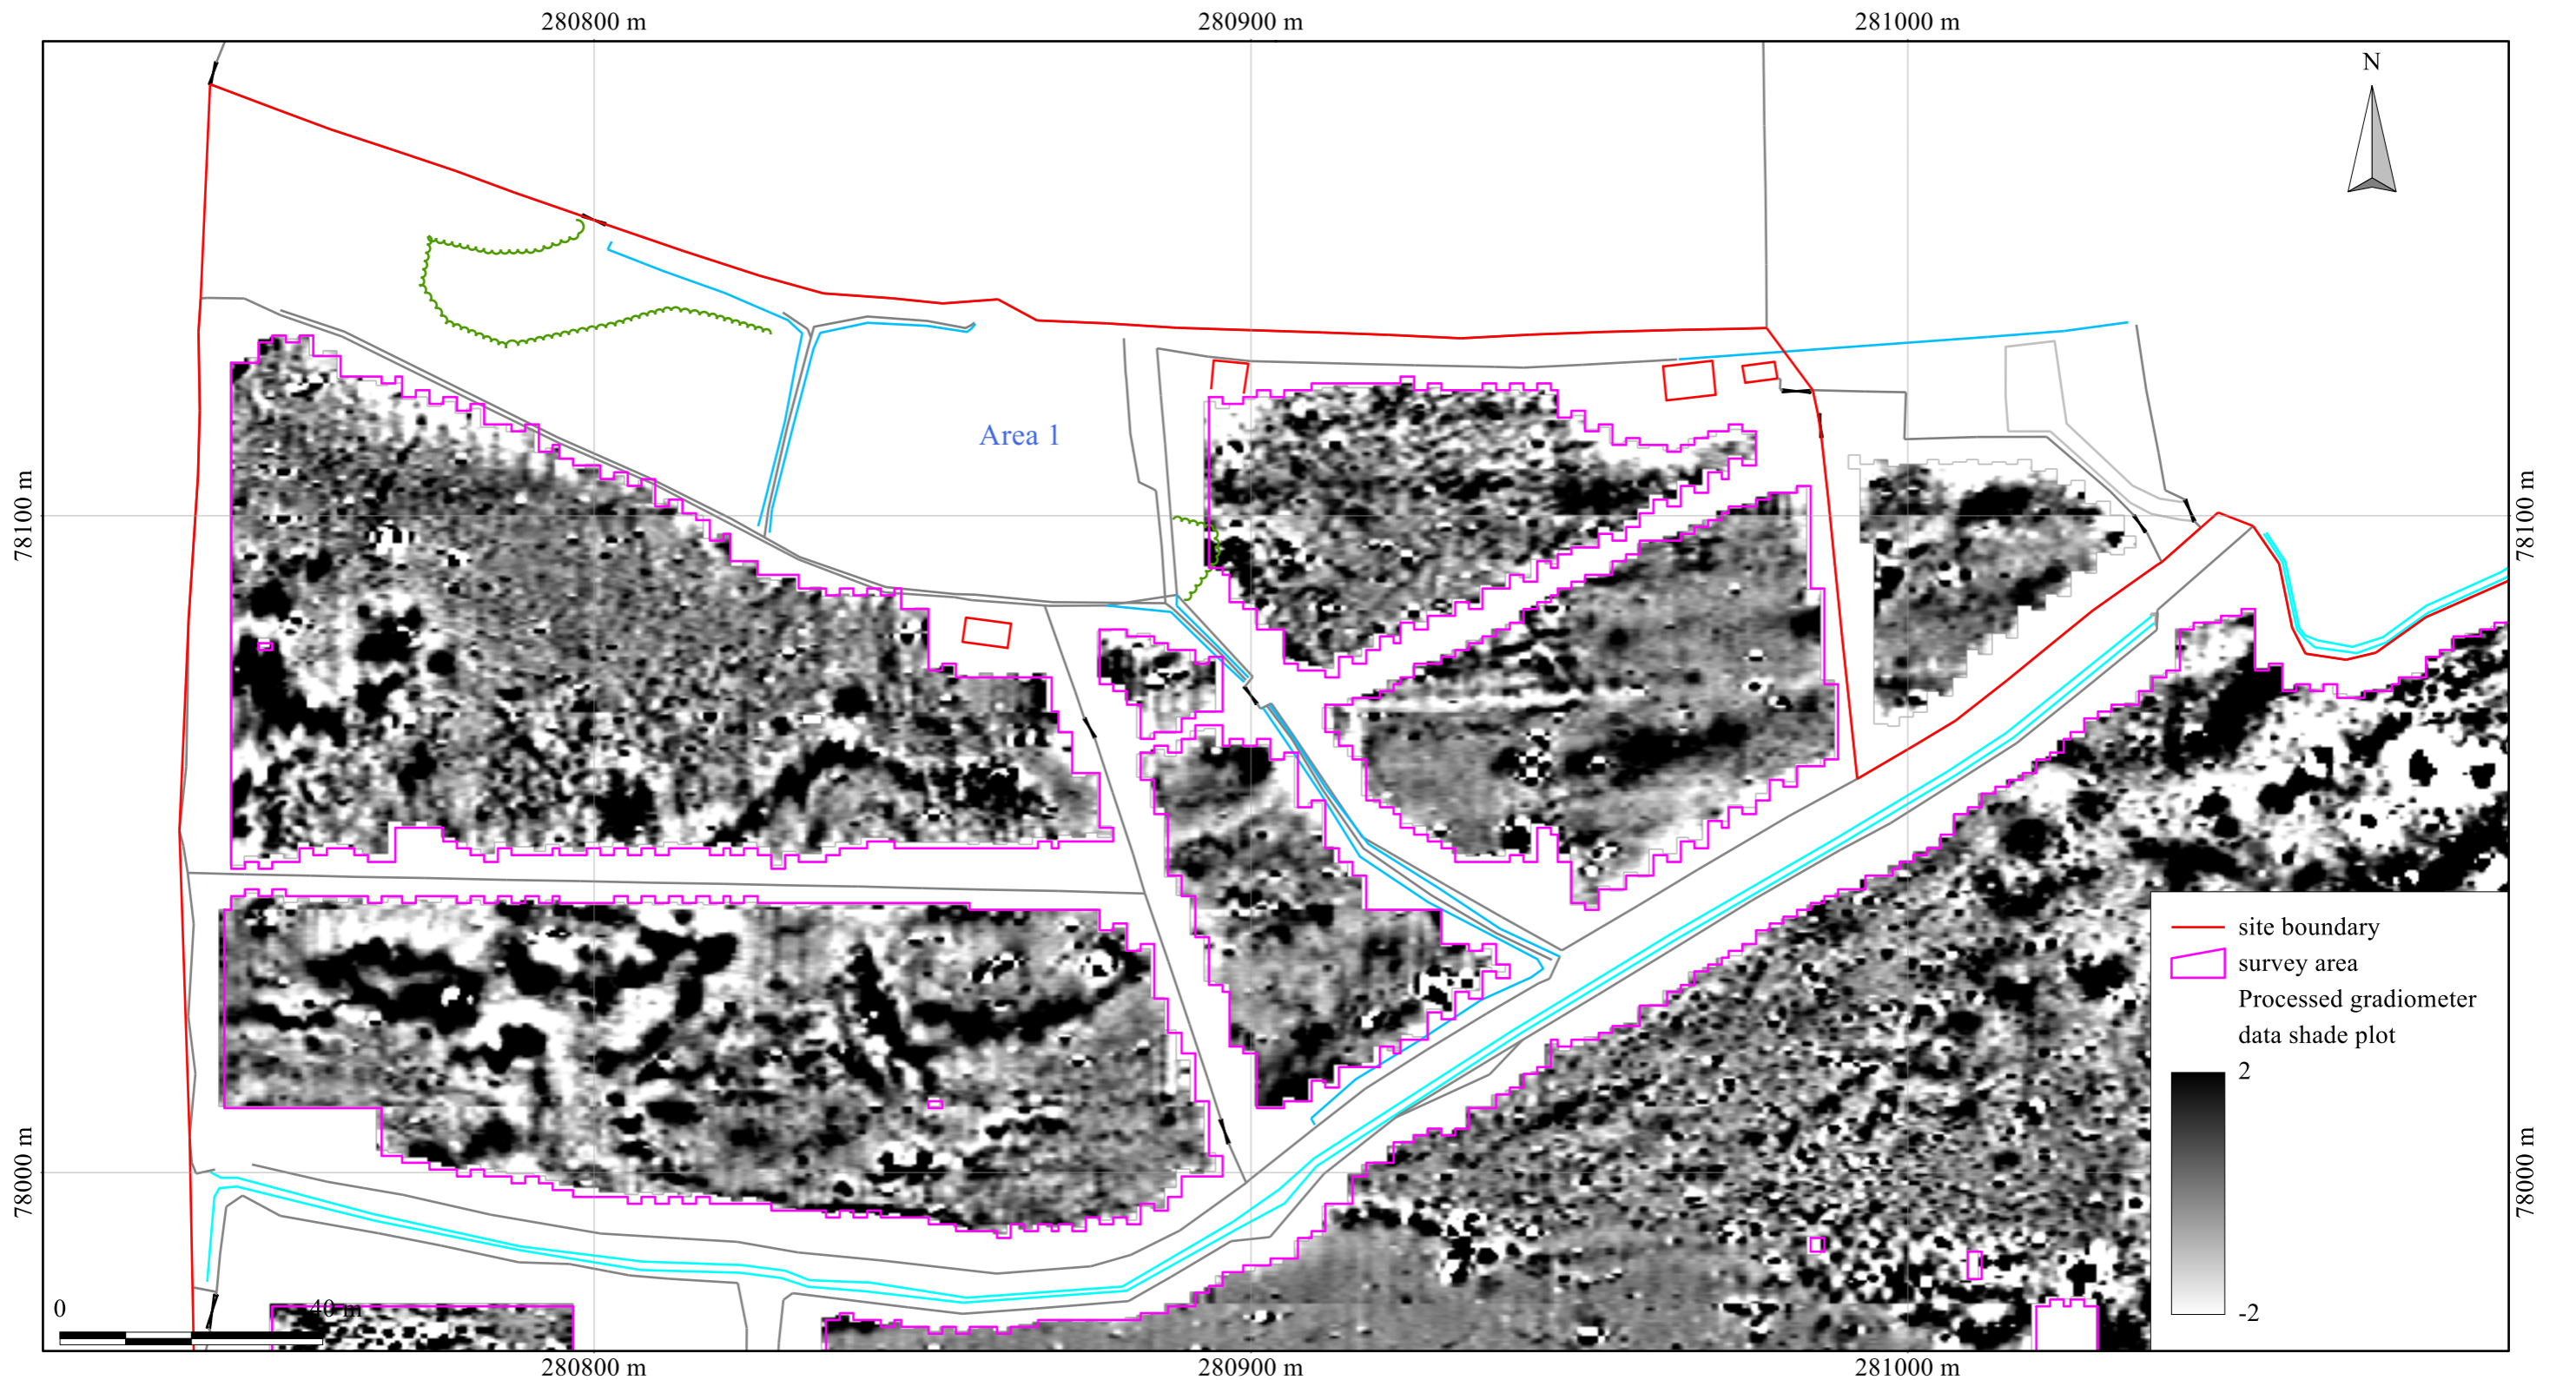 280800 m 280900 m 281000 m
N
Area 1
78100 m 78100 m
site boundary
survey area
Processed gradiometer
data shade plot
2
-2
78000 m 78000 m
0 40 m
280800 m 280900 m 281000 m